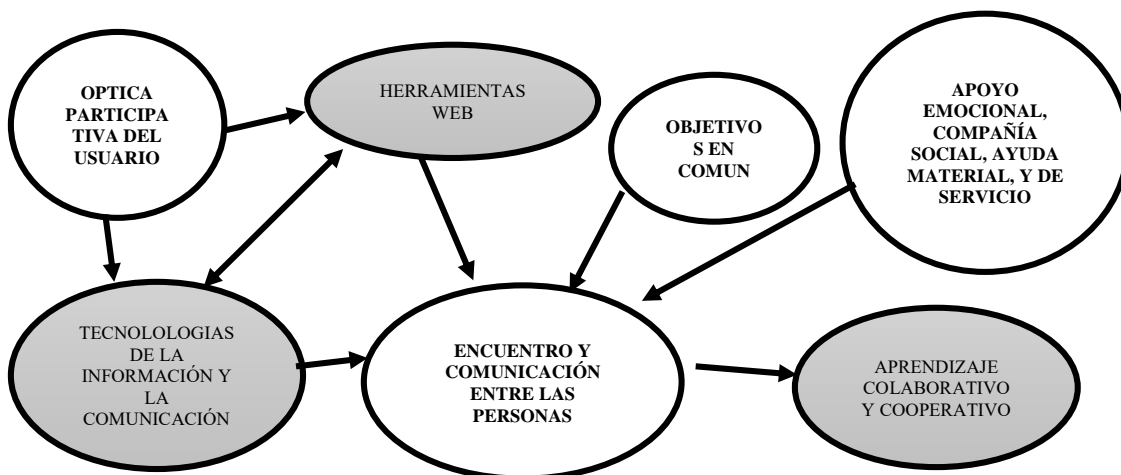 OPTICA
PARTICIPA
TIVA DEL
USUARIO
HERRAMIENTAS
WEB
OBJETIVO
S EN
COMUN
APOYO
EMOCIONAL,
COMPAÑÍA
SOCIAL, AYUDA
MATERIAL, Y DE
SERVICIO
TECNOLOLOGIAS
DE LA
INFORMACIÓN Y
LA
COMUNICACIÓN
ENCUENTRO Y
COMUNICACIÓN
ENTRE LAS
PERSONAS
APRENDIZAJE
COLABORATIVO
Y COOPERATIVO